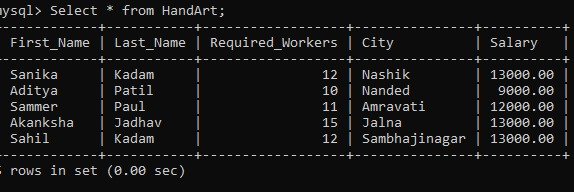 mysql> Select * from HandArt;
First_Name | Last_Name | Required_Workers | City | Salary |
Sanika | Kadam | 12 | Nashik | 13000.00 |
Aditya | Patil | 10 | Nanded | 9000.00 |
Sammer | Paul | 11 | Amravati | 12000.00 |
Akanksha | Jadhav | 15 | Jalna | 13000.00 |
Sahil | Kadam | 12 | Sambhajinagar | 13000.00 |
rows in set (0.00 sec)